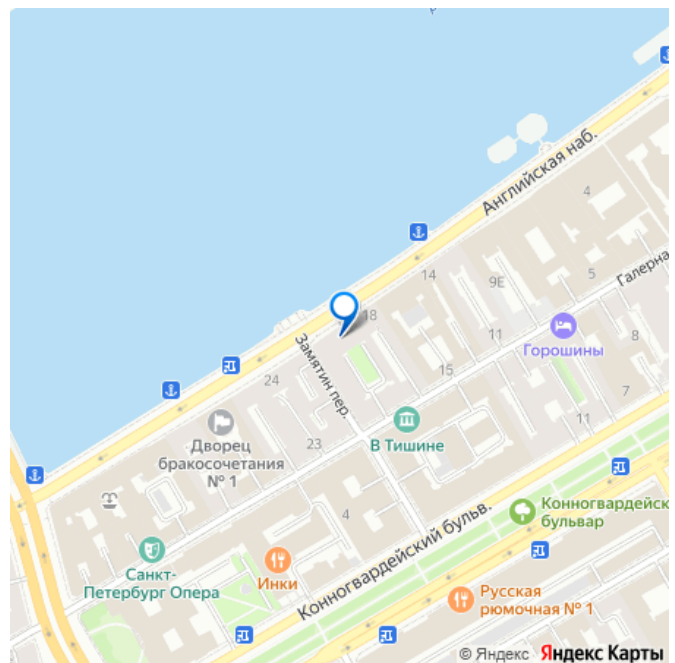 Английская наб.
4
14
9Е
5
Галерна
18
11
Горошины
8
Замятин пер.
15
24
7
Дворец
бракосочетания
№ 1
В Тишине
11
23
Конногвардейск
бульвар
4
Конногвардейский бульв.
Санкт-
Петербург Опера
Инки
Русская
рюмочная № 1
© Яндекс Яндекс Карты